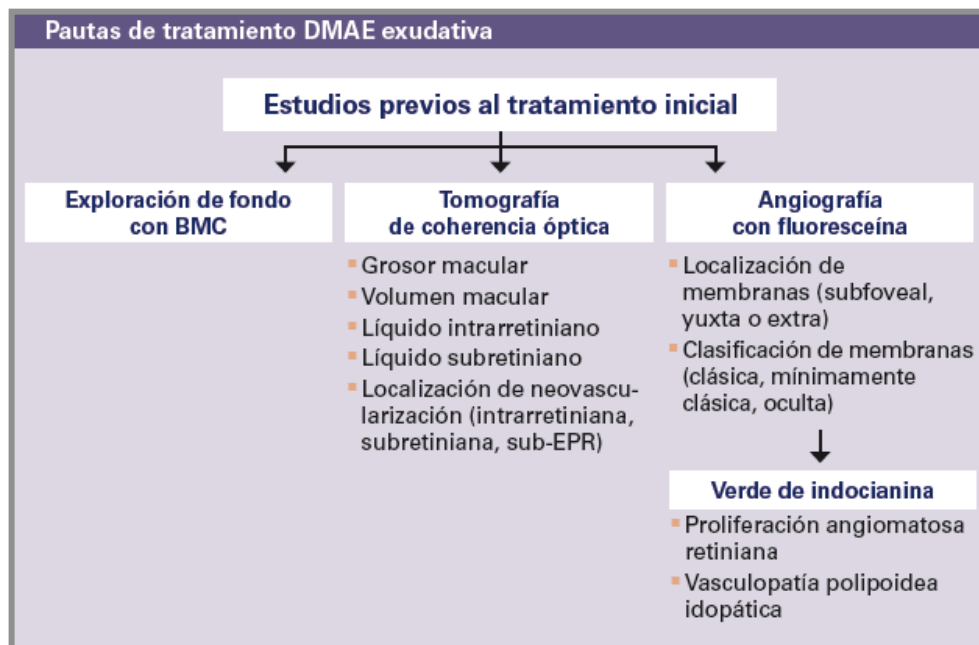 Pautas de tratamiento DMAE exudativa
Estudios previos al tratamiento inicial
Exploración de fondo
con BMC
Tomografía
de coherencia óptica
▪ Grosor macular
▪ Volumen macular
▪ Líquido intrarretiniano
▪ Líquido subretiniano
▪ Localización de neovascu-
larización (intrarretiniana,
subretiniana, sub-EPR)
Angiografía
con fluoresceína
▪ Localización de
membranas (subfoveal,
yuxta o extra)
▪ Clasificación de membranas
(clásica, mínimamente
clásica, oculta)
Verde de indocianina
▪ Proliferación angiomatosa
retiniana
▪ Vasculopatía polipoidea
idopática